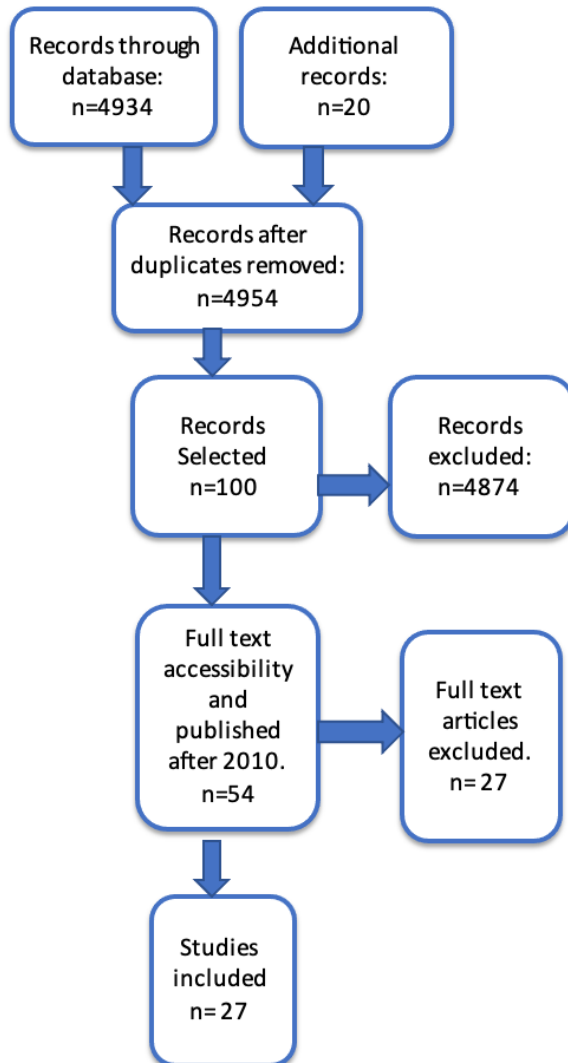 Records through
database:
n=4934
Additional
records:
n=20
Records after
duplicates removed:
n=4954
Records
Selected
n=100
Records
excluded:
n=4874
Full text
accessibility
and
published
after 2010.
n=54
Full text
articles
excluded.
n= 27
Studies
included
n= 27